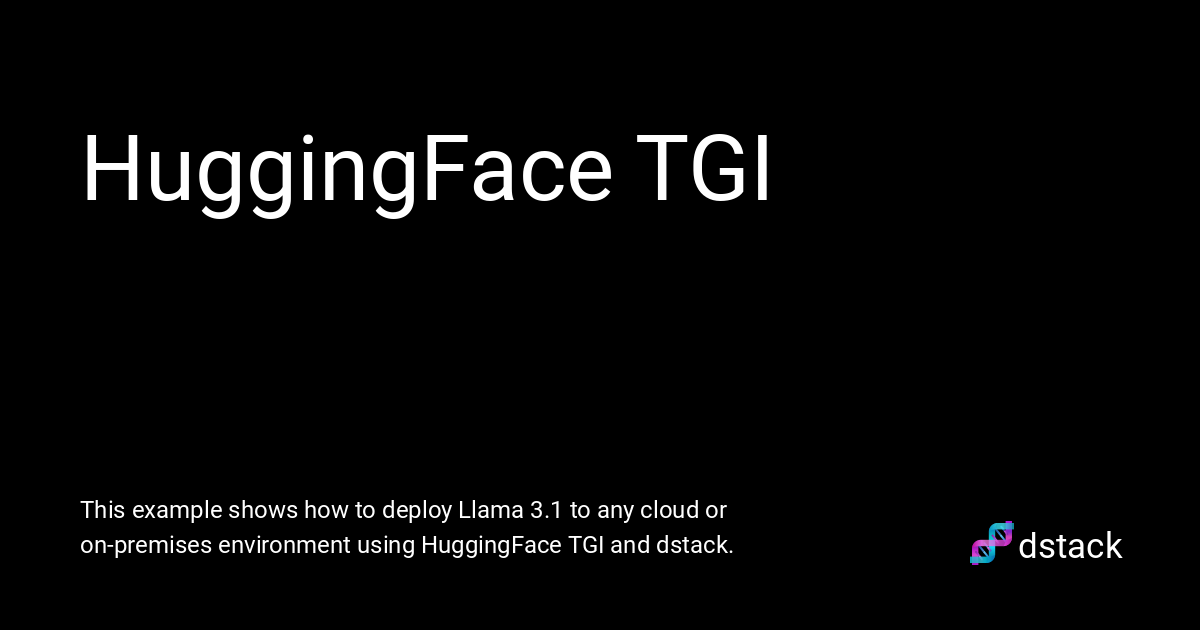 HuggingFace TGI
This example shows how to deploy Llama 3.1 to any cloud or
on-premises environment using HuggingFace TGI and dstack.
dstack